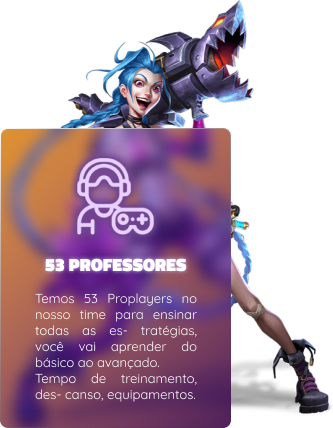 53 PROFESSORES
Temos 53 Proplayers no
nosso time para ensinar
todas as es- tratégias,
você vai aprender do
básico ao avançado.
Tempo de treinamento,
des- canso, equipamentos.